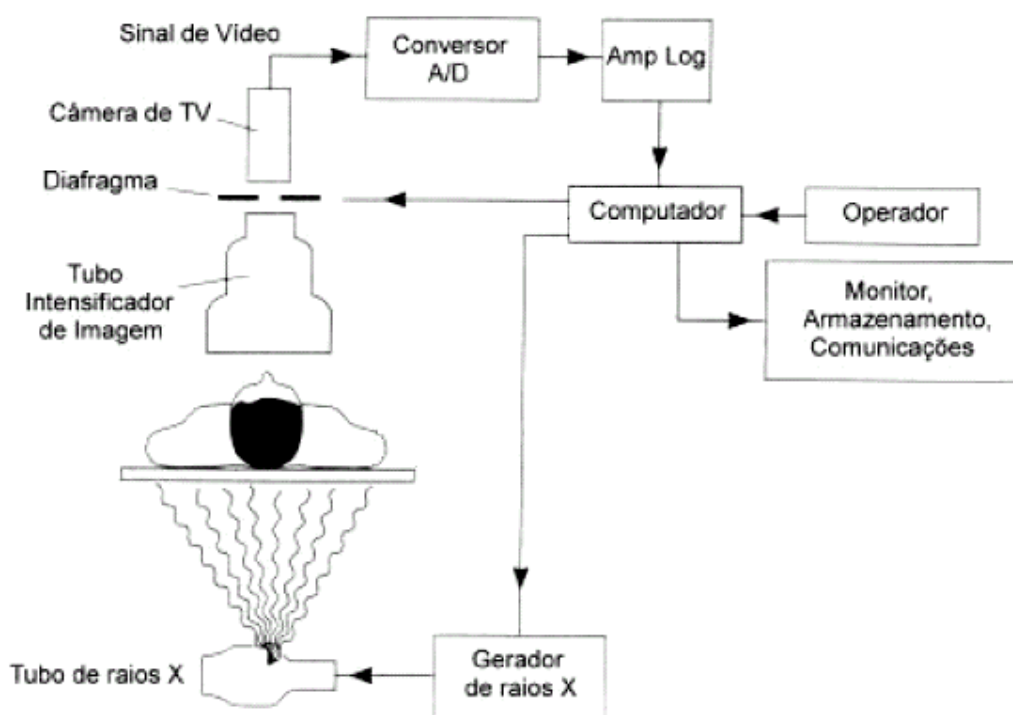 Sinal de Vídeo
Conversor
A/D
Amp Log
Câmera de TV
Diafragma
Computador
Operador
Tubo
Intensificador
de Imagem
Monitor,
Armazenamento,
Comunicações
Tubo de raios X
Gerador
de raios X